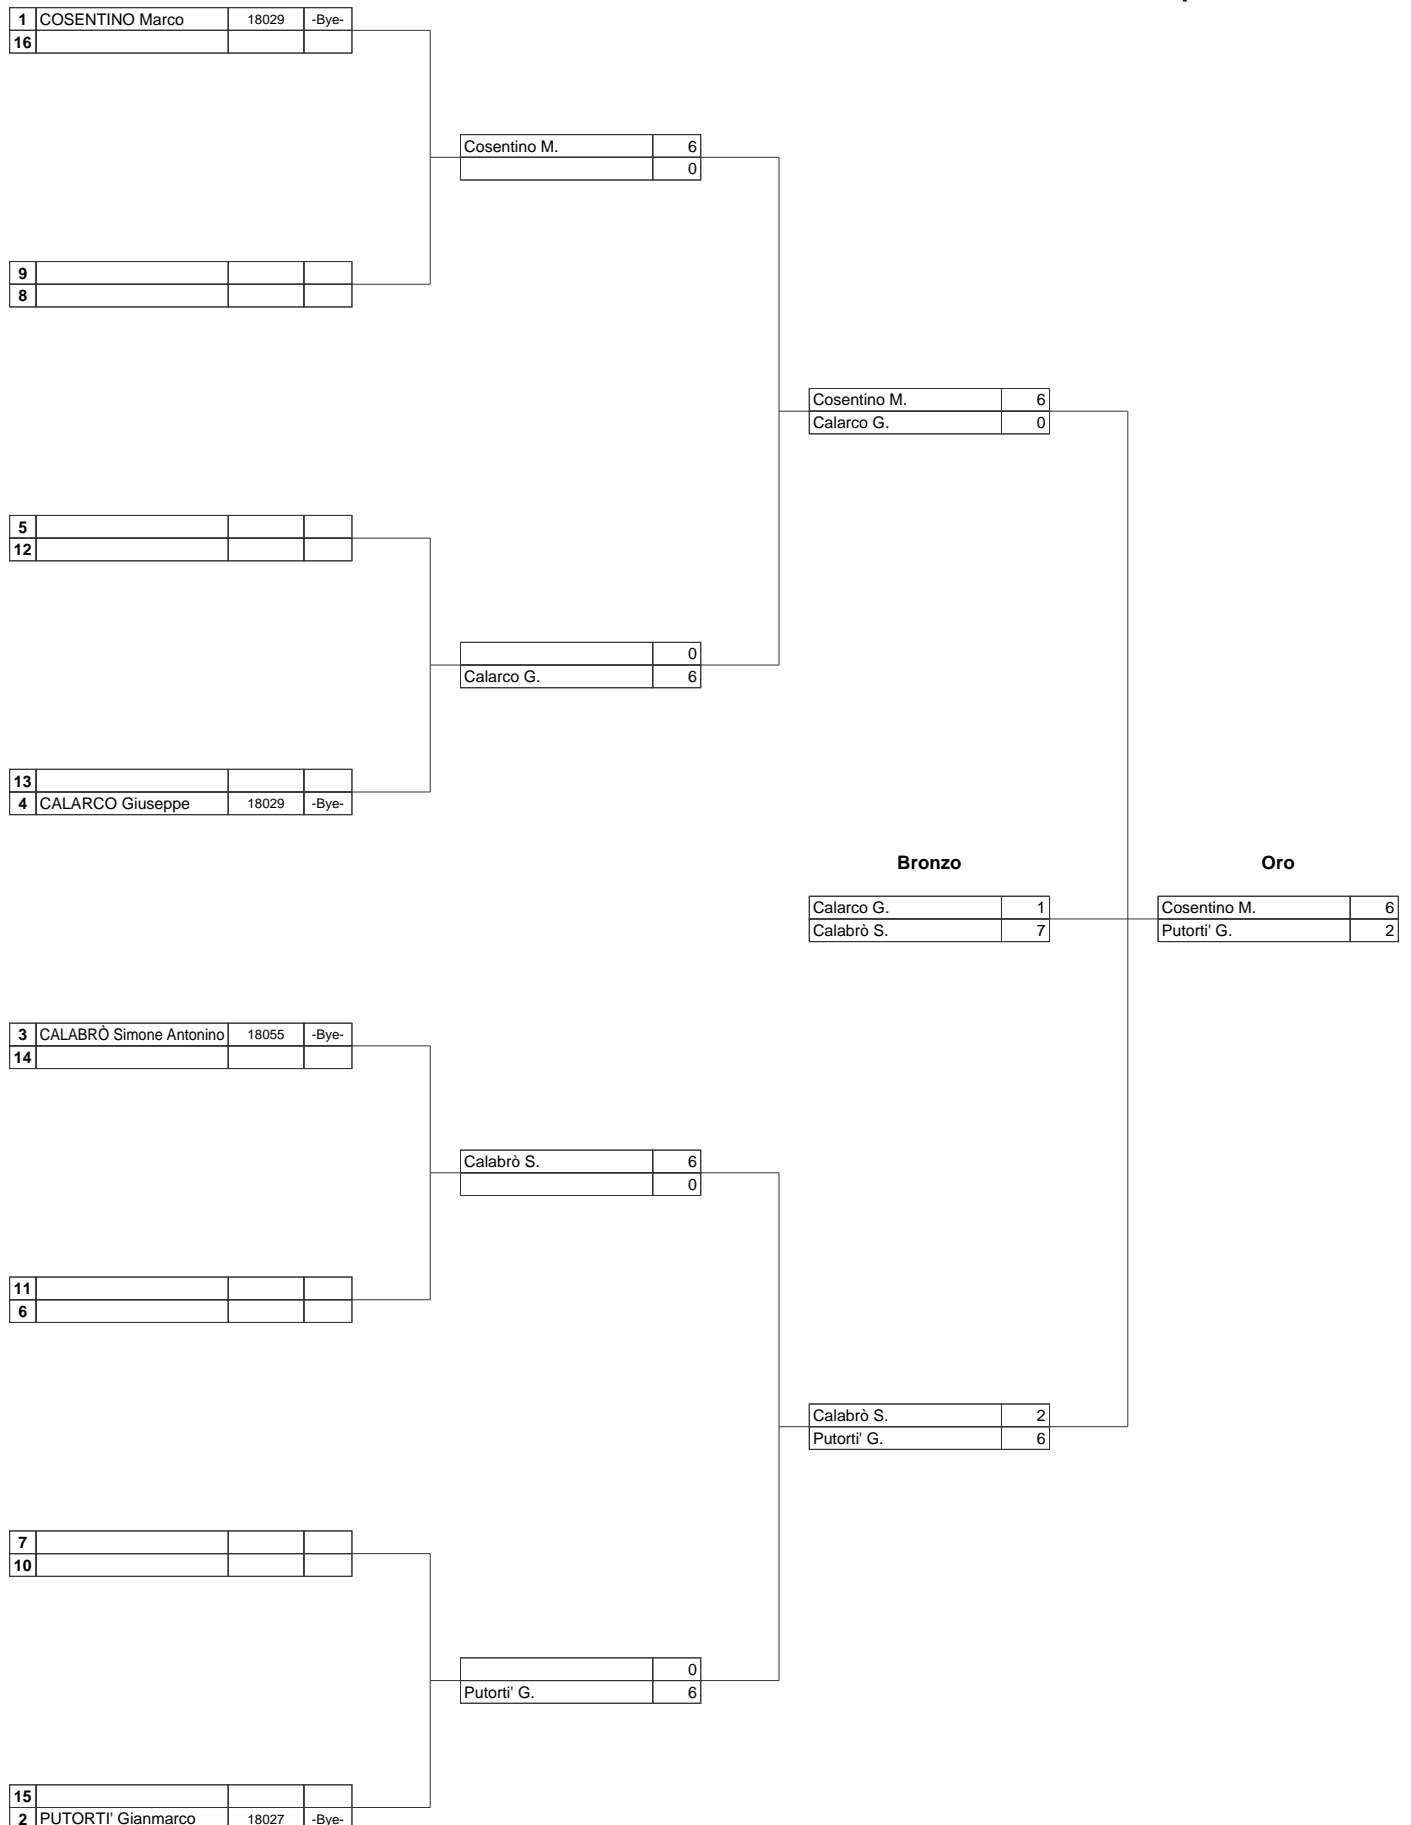 1 COSENTINO Marco 18029 -Bye-
16
Cosentino M. 6
0
9
8
Cosentino M. 6
Calarco G. 0
5
12
0
Calarco G. 6
13
4 CALARCO Giuseppe 18029 -Bye-
Bronzo Oro
Calarco G. 1 Cosentino M. 6
Calabrò S. 7 Putorti' G. 2
3 CALABRÒ Simone Antonino 18055 -Bye-
14
Calabrò S. 6
0
11
6
Calabrò S. 2
Putorti' G. 6
7
10
0
Putorti' G. 6
15
2 PUTORTI' Gianmarco 18027 -Bye-